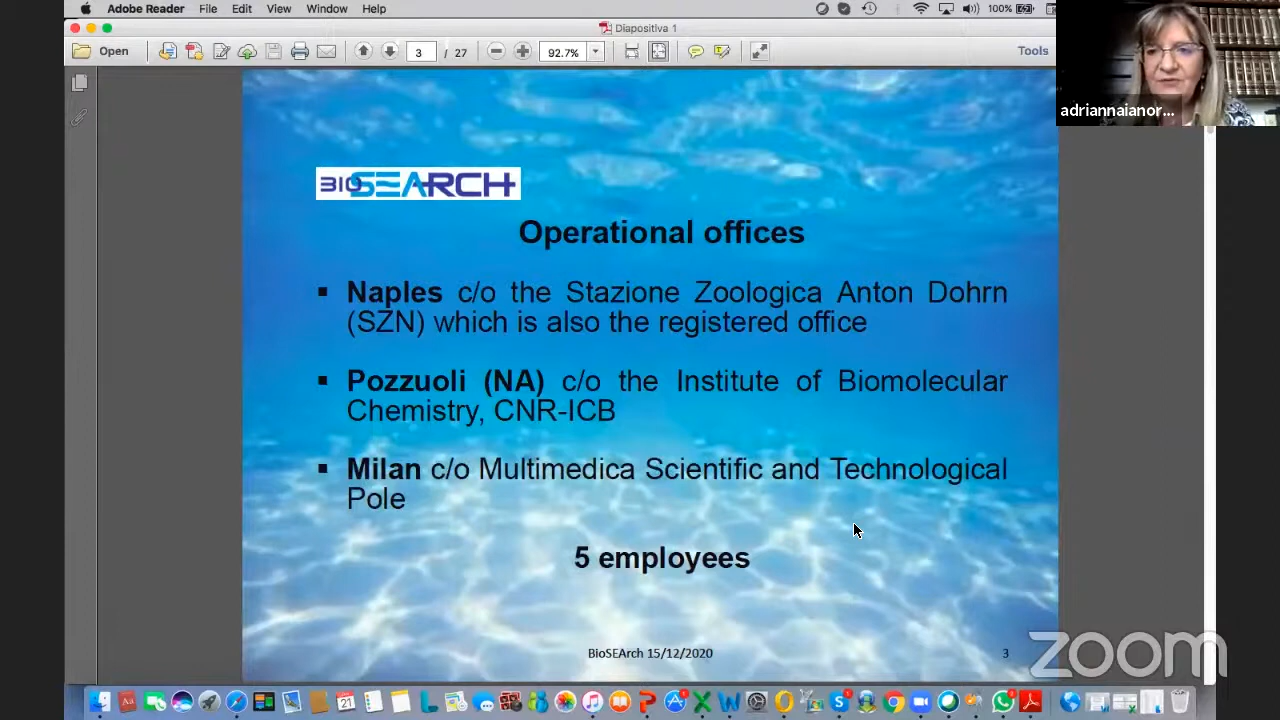 Adobe Reader File Edit View Window Help 100%
Diapositiva 1
Open 3 / 27 92.7% Tools
adriannaianor...
BIOSEARCH
Operational offices
▪ Naples c/o the Stazione Zoologica Anton Dohrn
(SZN) which is also the registered office
▪ Pozzuoli (NA) c/o the Institute of Biomolecular
Chemistry, CNR-ICB
▪ Milan c/o Multimedica Scientific and Technological
Pole
5 employees
BioSEArch 15/12/2020 3
zoom
21